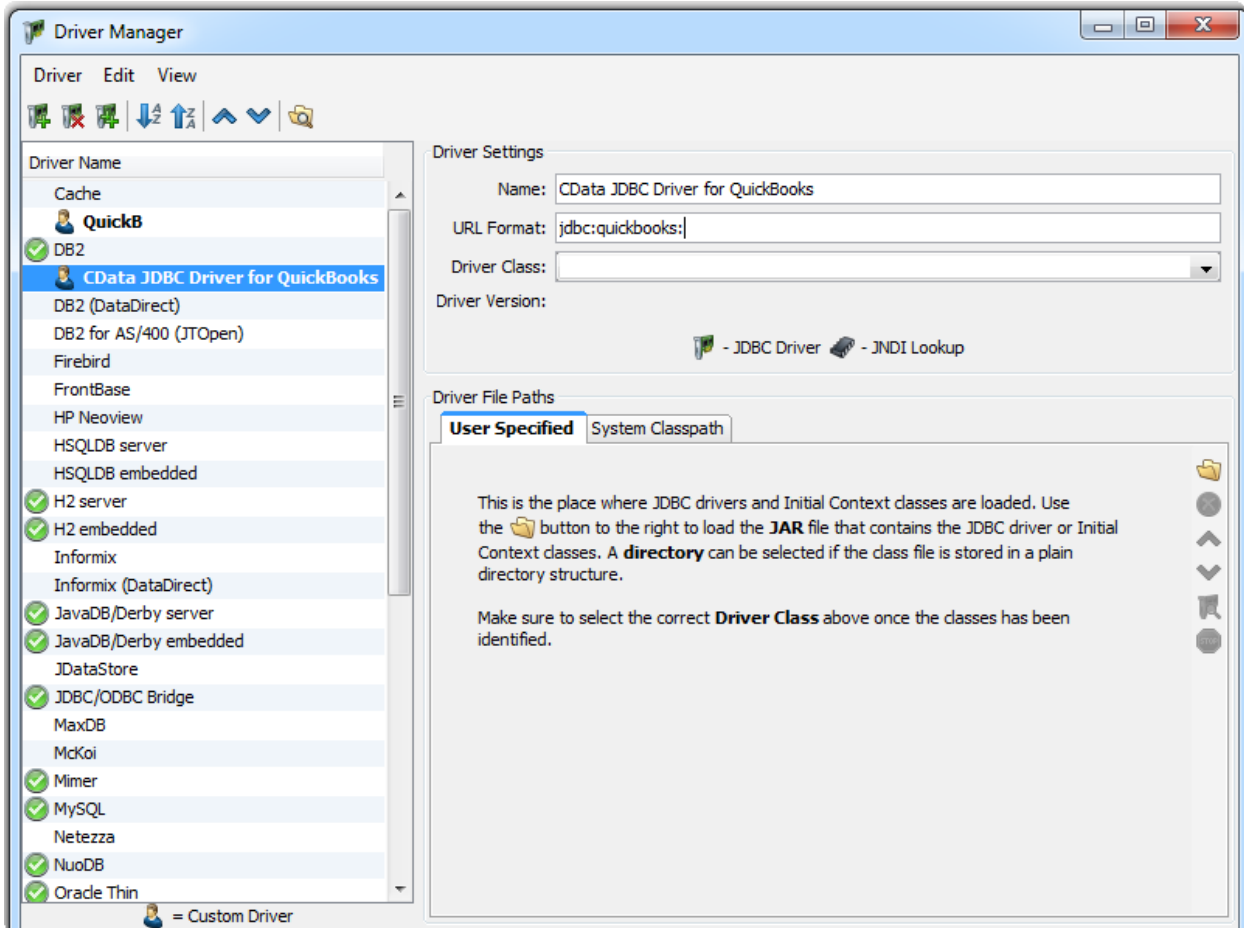 Driver Manager
Driver Edit View
Driver Name
Cache
QuickB
DB2
CData JDBC Driver for QuickBooks
DB2 (DataDirect)
DB2 for AS/400 (JTOpen)
Firebird
FrontBase
HP Neoview
HSQLDB server
HSQLDB embedded
H2 server
H2 embedded
Informix
Informix (DataDirect)
JavaDB/Derby server
JavaDB/Derby embedded
JDataStore
JDBC/ODBC Bridge
MaxDB
McKoi
Mimer
MySQL
Netezza
NuoDB
Oracle Thin
= Custom Driver
Driver Settings
Name: CData JDBC Driver for QuickBooks
URL Format: jdbc:quickbooks:
Driver Class:
Driver Version:
- JDBC Driver - JNDI Lookup
Driver File Paths
User Specified System Classpath
This is the place where JDBC drivers and Initial Context classes are loaded. Use
the button to the right to load the JAR file that contains the JDBC driver or Initial
Context classes. A directory can be selected if the class file is stored in a plain
directory structure.
Make sure to select the correct Driver Class above once the classes has been
identified.